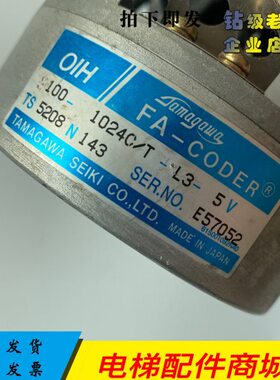 拍下即发
钻级老
企业店
OIH
Tamagawa
FA-CODER®
100- 1024C/T -L3- 5V
TS 5208 N 143
SER.NO. E57052
TAMAGAWA SEIKI CO., LTD. MADE IN JAPAN
发货
发票
电梯配件商城